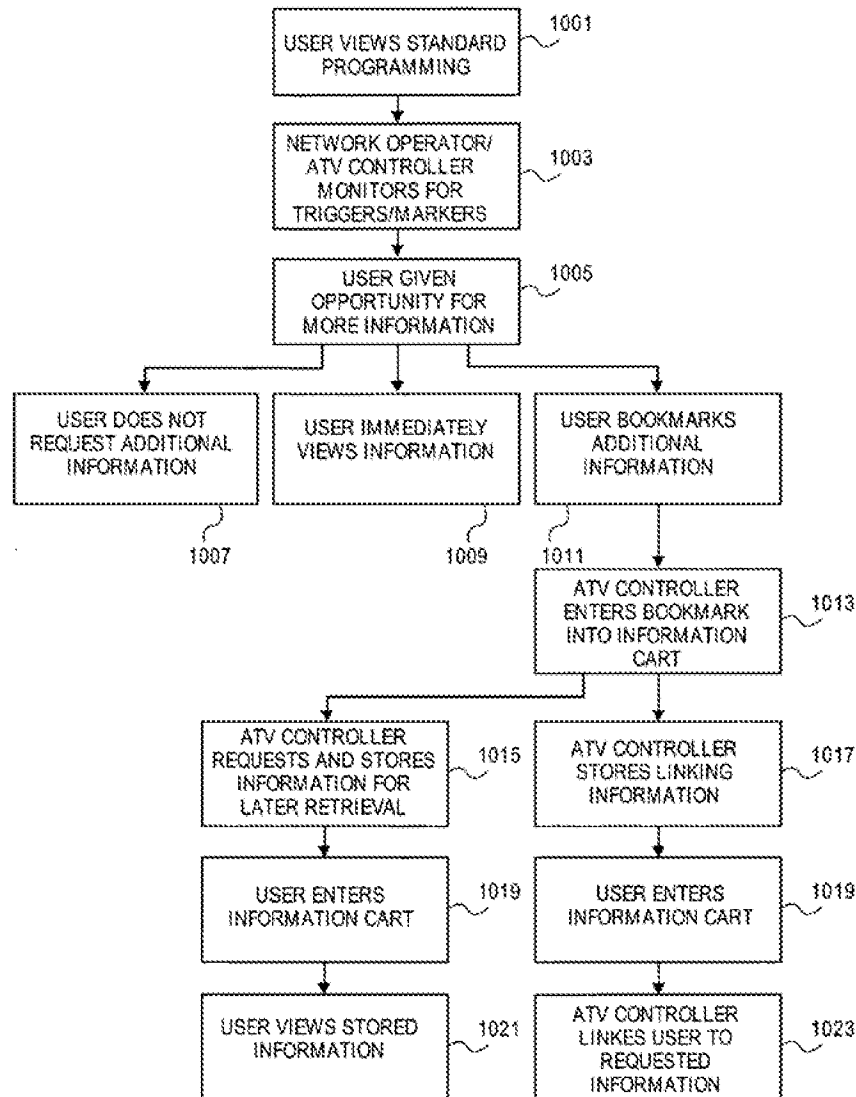 USER VIEWS STANDARD
PROGRAMMING
1001
NETWORK OPERATOR/
ATV CONTROLLER
MONITORS FOR
TRIGGERS/MARKERS
1003
USER GIVEN
OPPORTUNITY FOR
MORE INFORMATION
1005
USER DOES NOT
REQUEST ADDITIONAL
INFORMATION
1007
USER IMMEDIATELY
VIEWS INFORMATION
1009
USER BOOKMARKS
ADDITIONAL
INFORMATION
1011
ATV CONTROLLER
ENTERS BOOKMARK
INTO INFORMATION
CART
1013
ATV CONTROLLER
REQUESTS AND STORES
INFORMATION FOR
LATER RETRIEVAL
1015
ATV CONTROLLER
STORES LINKING
INFORMATION
1017
USER ENTERS
INFORMATION CART
1019
USER ENTERS
INFORMATION CART
1019
USER VIEWS STORED
INFORMATION
1021
ATV CONTROLLER
LINKES USER TO
REQUESTED
INFORMATION
1023